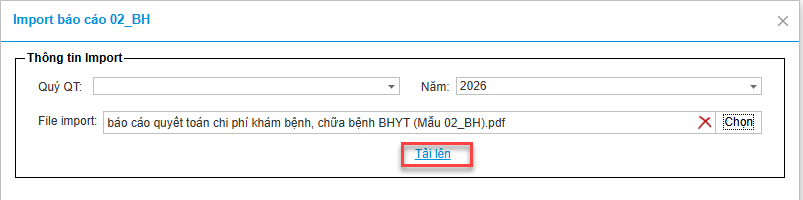 Import báo cáo 02_BH
Thông tin Import
Quý QT: Năm: 2026
File import: báo cáo quyết toán chi phí khám bệnh, chữa bệnh BHYT (Mẫu 02_BH).pdf Chọn
Tải lên